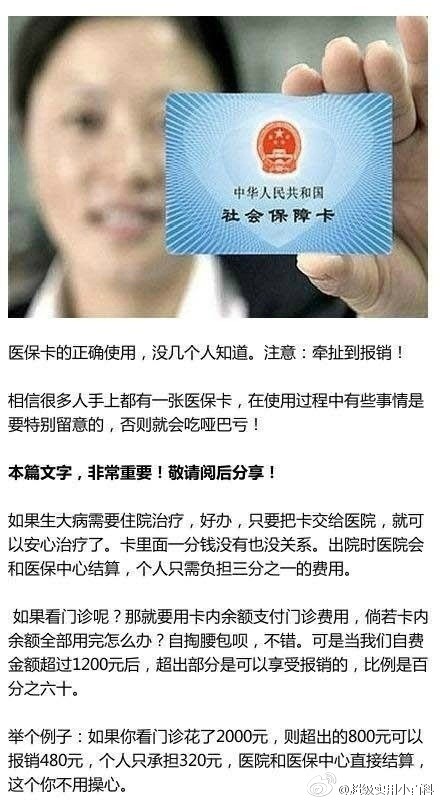 中华人民共和国
社会保障卡
医保卡的正确使用，没几个人知道。注意：牵扯到报销！
相信很多人手上都有一张医保卡，在使用过程中有些事情是
要特别留意的，否则就会吃哑巴亏！
本篇文字，非常重要！敬请阅后分享！
如果生大病需要住院治疗，好办，只要把卡交给医院，就可
以安心治疗了。卡里面一分钱没有也没关系。出院时医院会
和医保中心结算，个人只需负担三分之一的费用。
如果看门诊呢？那就要用卡内余额支付门诊费用，倘若卡内
余额全部用完怎么办？自掏腰包呗，不错。可是当我们自费
金额超过1200元后，超出部分是可以享受报销的，比例是百
分之六十。
举个例子：如果你看门诊花了2000元，则超出的800元可以
报销480元，个人只承担320元，医院和医保中心直接结算，
这个你不用操心。
@超级实用小百科